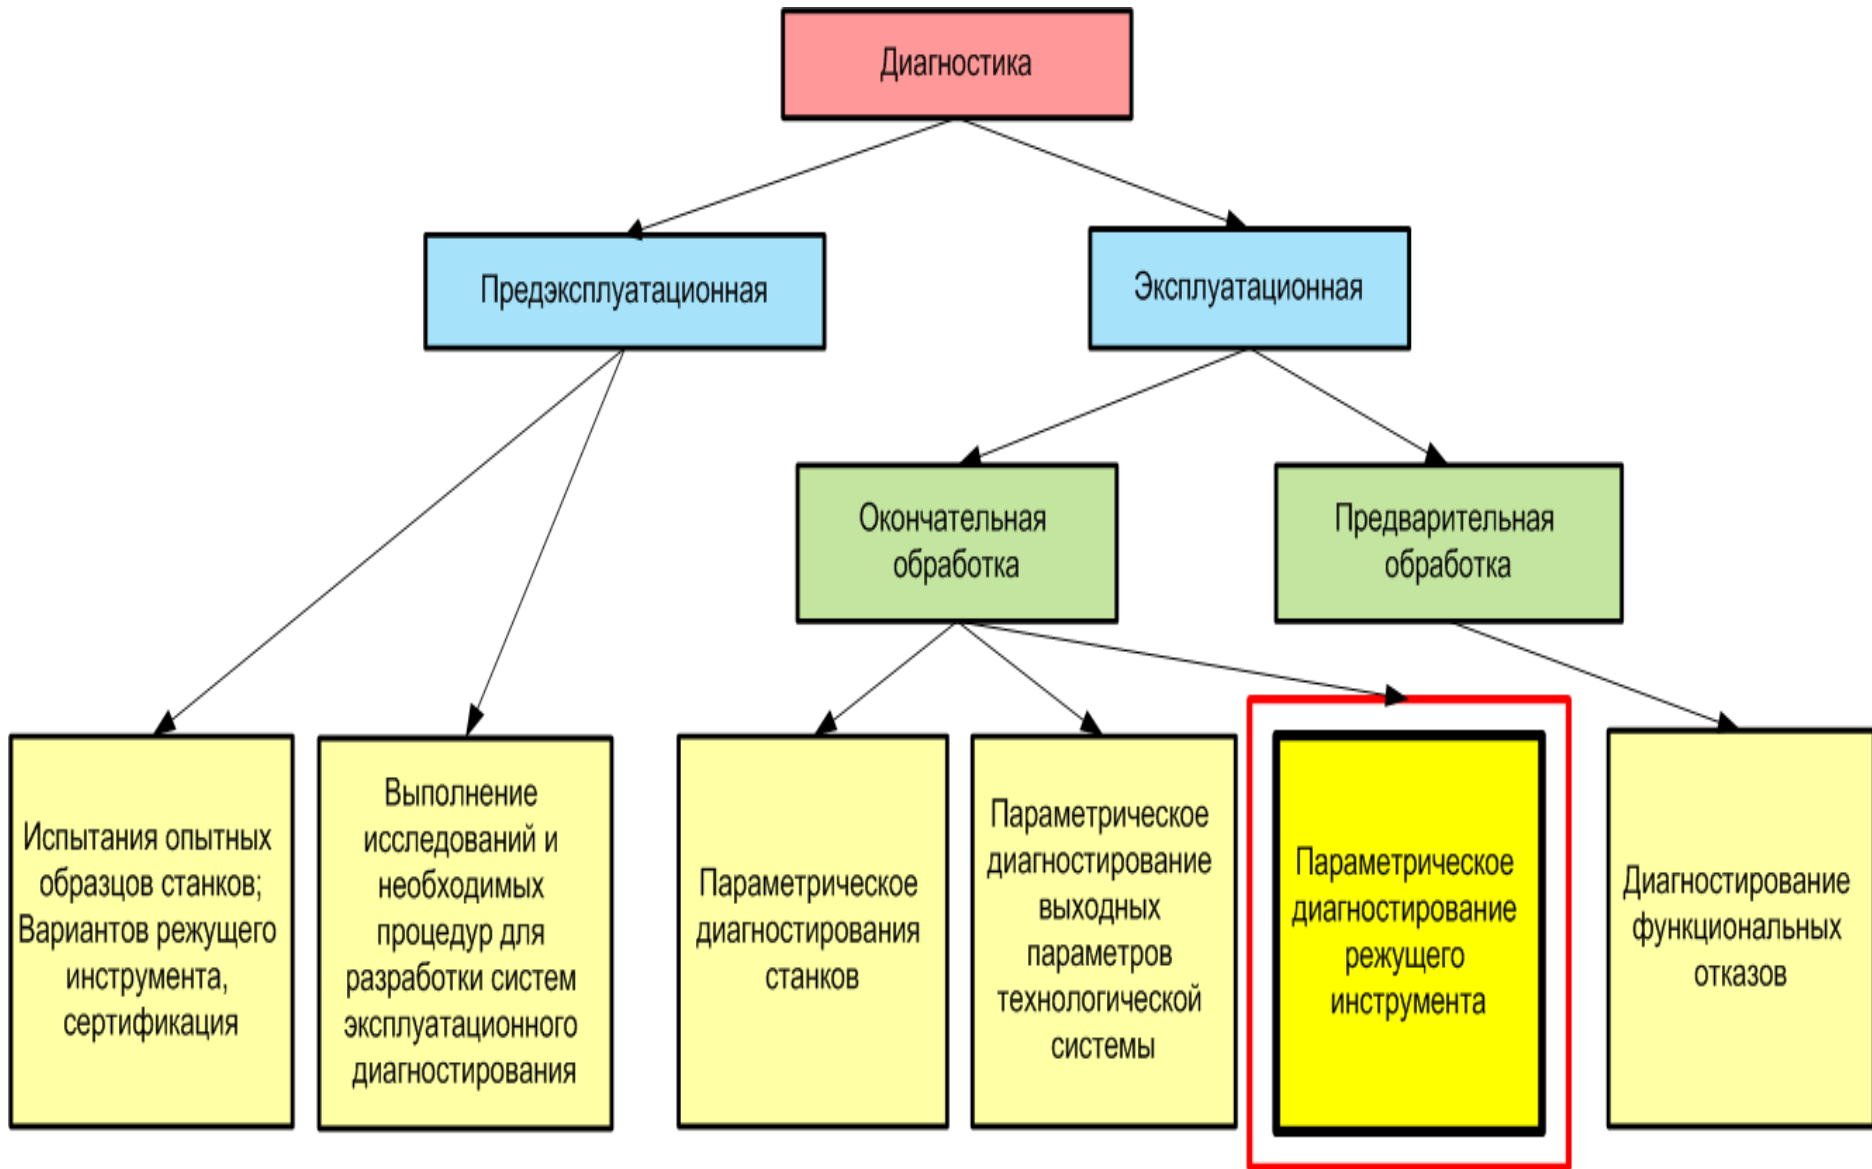 Диагностика
Предэксплуатационная
Эксплуатационная
Окончательная
обработка
Предварительная
обработка
Испытания опытных
образцов станков;
Вариантов режущего
инструмента,
сертификация
Выполнение
исследований и
необходимых
процедур для
разработки систем
эксплуатационного
диагностирования
Параметрическое
диагностирования
станков
Параметрическое
диагностирование
выходных
параметров
технологической
системы
Параметрическое
диагностирование
режущего
инструмента
Диагностирование
функциональных
отказов